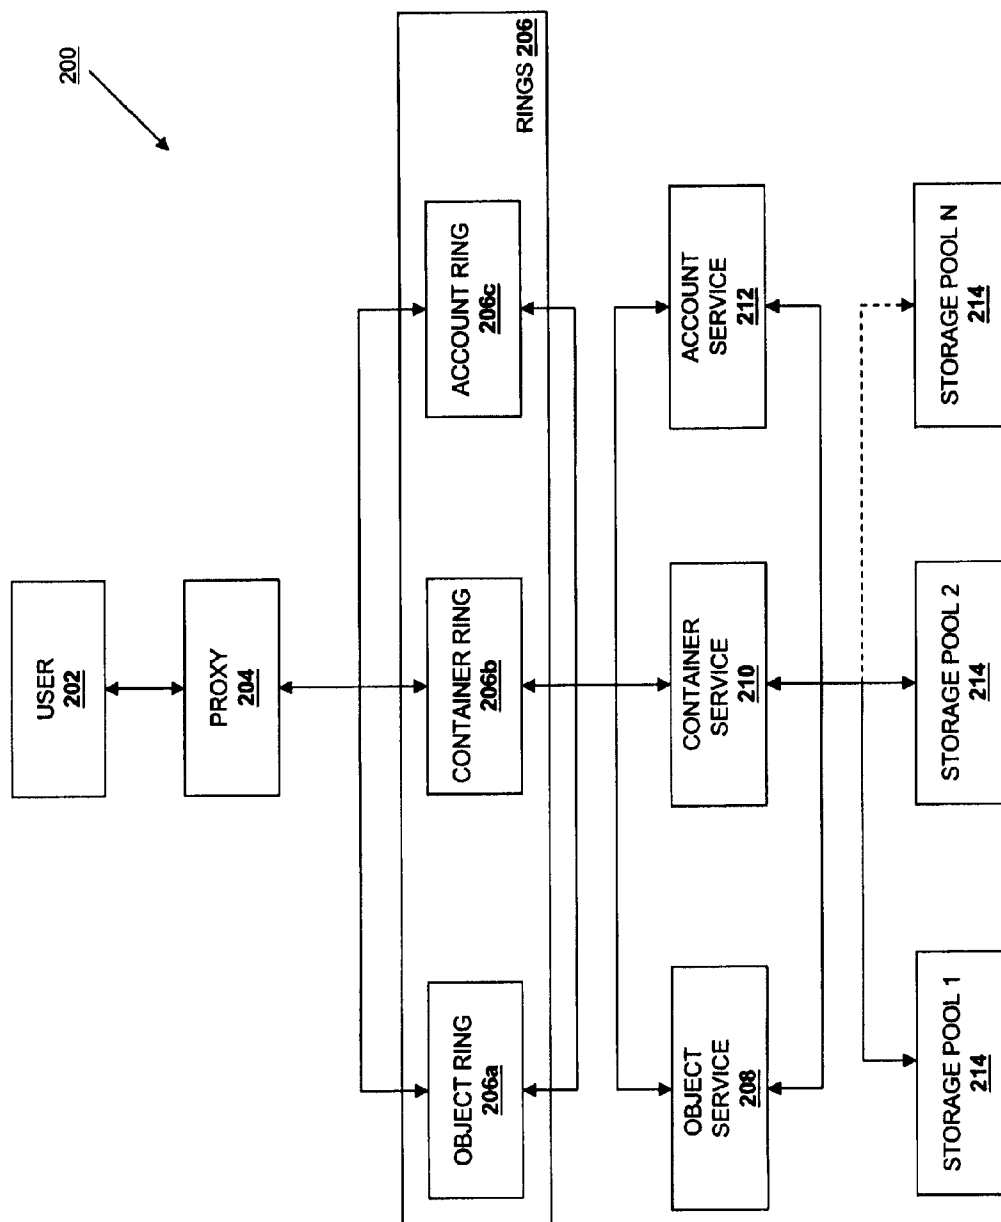 200
USER
202
PROXY
204
RINGS 206
OBJECT RING
206a
CONTAINER RING
206b
ACCOUNT RING
206c
OBJECT
SERVICE
208
CONTAINER
SERVICE
210
ACCOUNT
SERVICE
212
STORAGE POOL 1
214
STORAGE POOL 2
214
STORAGE POOL N
214